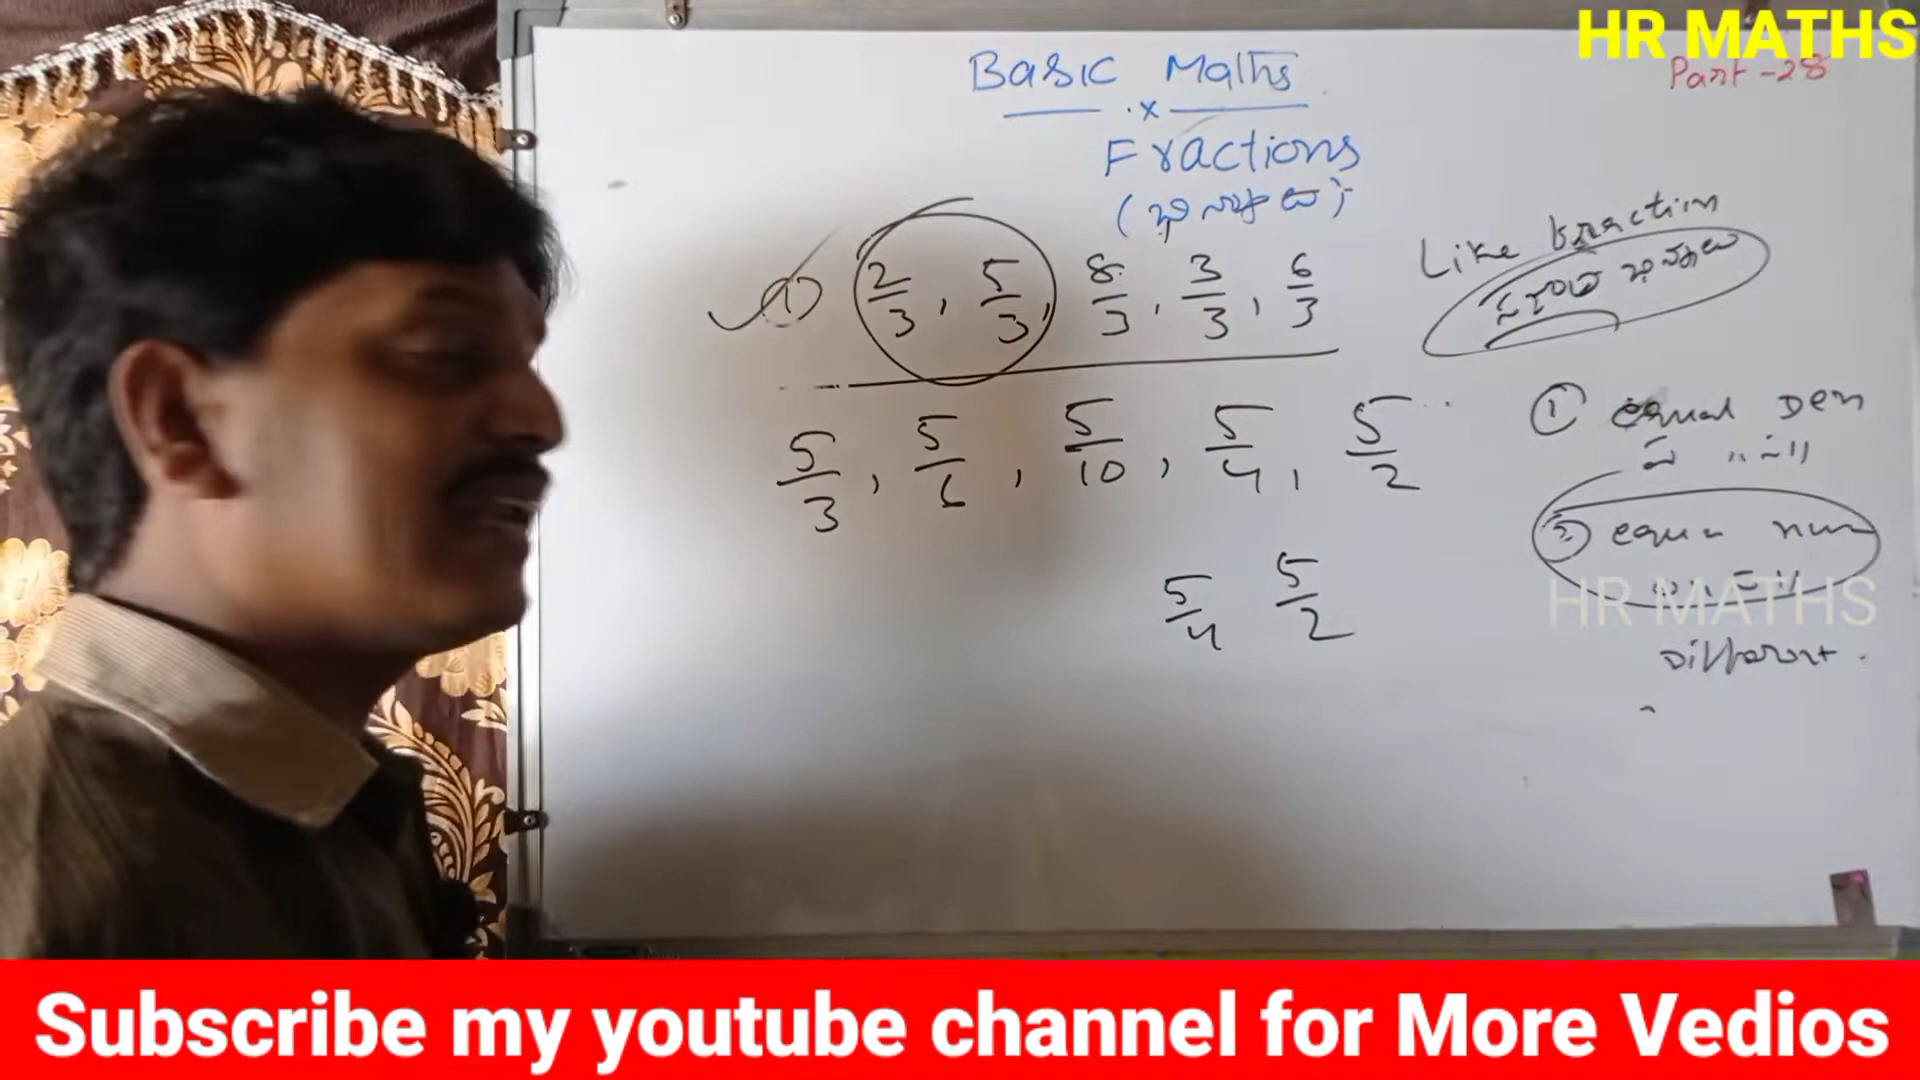 HR MATHS
Basic Maths
Part -28
Fractions
(భిన్నాలు)
Like fraction
① 2/3, 5/3, 8/3, 3/3, 6/3
5/3, 5/6, 5/10, 5/4, 5/2
① equal Den
② equa num
5/4 5/2
HR MATHS
Different.
Subscribe my youtube channel for More Vedios